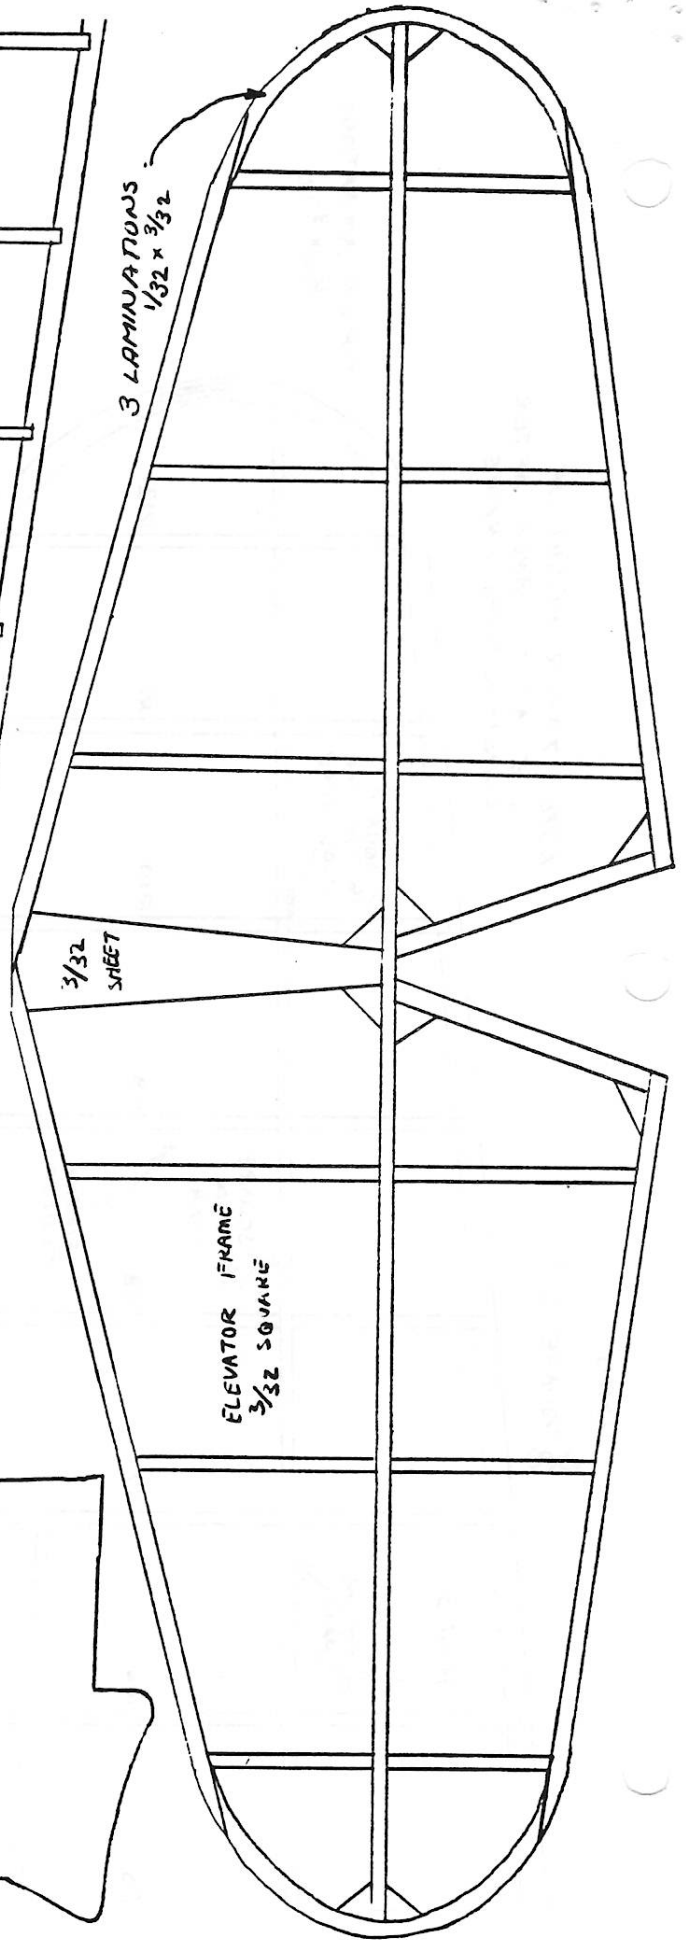 3 LAMINATIONS
1/32 x 3/32
3/32
SHEET
ELEVATOR FRAME
3/32 SQUARE